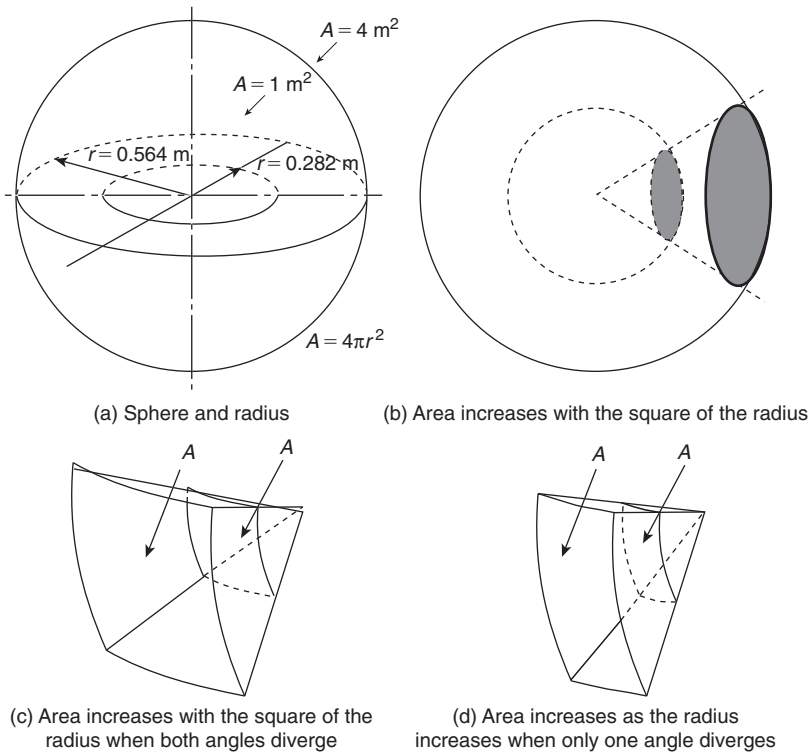 A = 4 m²
A = 1 m²
r = 0.564 m
r = 0.282 m
A = 4πr²
(a) Sphere and radius
(b) Area increases with the square of the radius
A
A
A
A
(c) Area increases with the square of the
radius when both angles diverge
(d) Area increases as the radius
increases when only one angle diverges